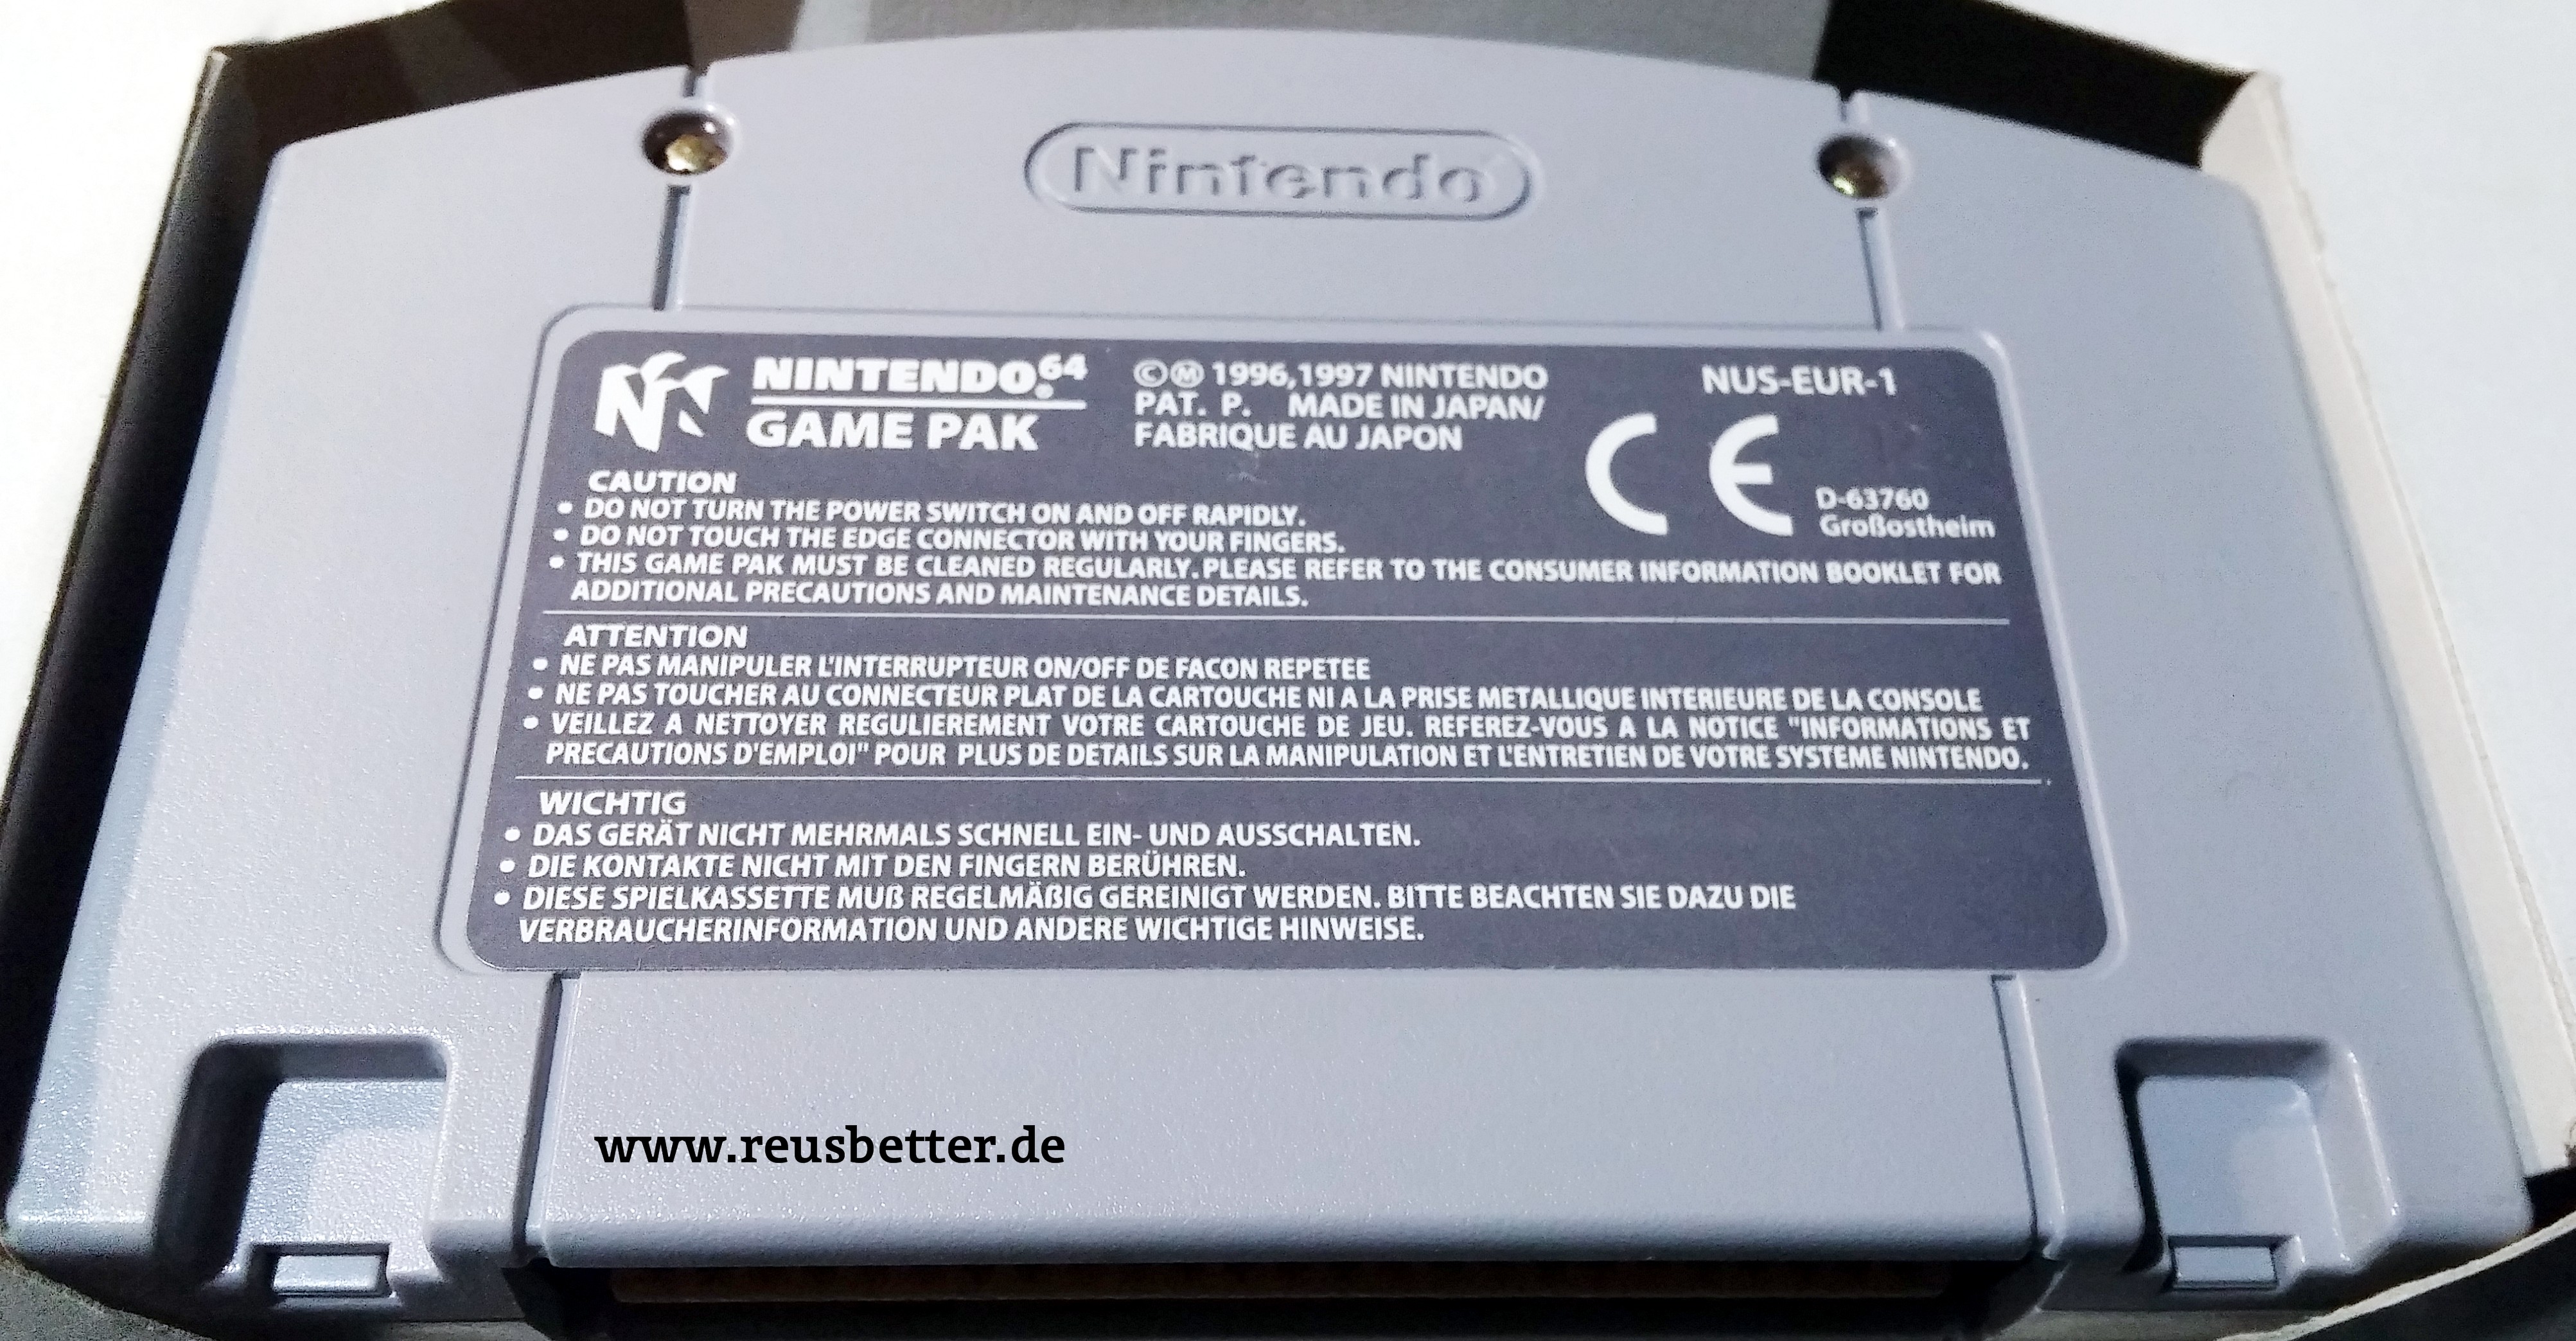 Nintendo
NINTENDO64
GAME PAK
©Ⓜ 1996,1997 NINTENDO
PAT. P. MADE IN JAPAN/
FABRIQUE AU JAPON
NUS-EUR-1
CE
D-63760
Großostheim
CAUTION
• DO NOT TURN THE POWER SWITCH ON AND OFF RAPIDLY.
• DO NOT TOUCH THE EDGE CONNECTOR WITH YOUR FINGERS.
• THIS GAME PAK MUST BE CLEANED REGULARLY. PLEASE REFER TO THE CONSUMER INFORMATION BOOKLET FOR
ADDITIONAL PRECAUTIONS AND MAINTENANCE DETAILS.
ATTENTION
• NE PAS MANIPULER L'INTERRUPTEUR ON/OFF DE FACON REPETEE
• NE PAS TOUCHER AU CONNECTEUR PLAT DE LA CARTOUCHE NI A LA PRISE METALLIQUE INTERIEURE DE LA CONSOLE
• VEILLEZ A NETTOYER REGULIEREMENT VOTRE CARTOUCHE DE JEU. REFEREZ-VOUS A LA NOTICE "INFORMATIONS ET
PRECAUTIONS D'EMPLOI" POUR PLUS DE DETAILS SUR LA MANIPULATION ET L'ENTRETIEN DE VOTRE SYSTEME NINTENDO.
WICHTIG
• DAS GERÄT NICHT MEHRMALS SCHNELL EIN- UND AUSSCHALTEN.
• DIE KONTAKTE NICHT MIT DEN FINGERN BERÜHREN.
• DIESE SPIELKASSETTE MUß REGELMÄßIG GEREINIGT WERDEN. BITTE BEACHTEN SIE DAZU DIE
VERBRAUCHERINFORMATION UND ANDERE WICHTIGE HINWEISE.
www.reusbetter.de